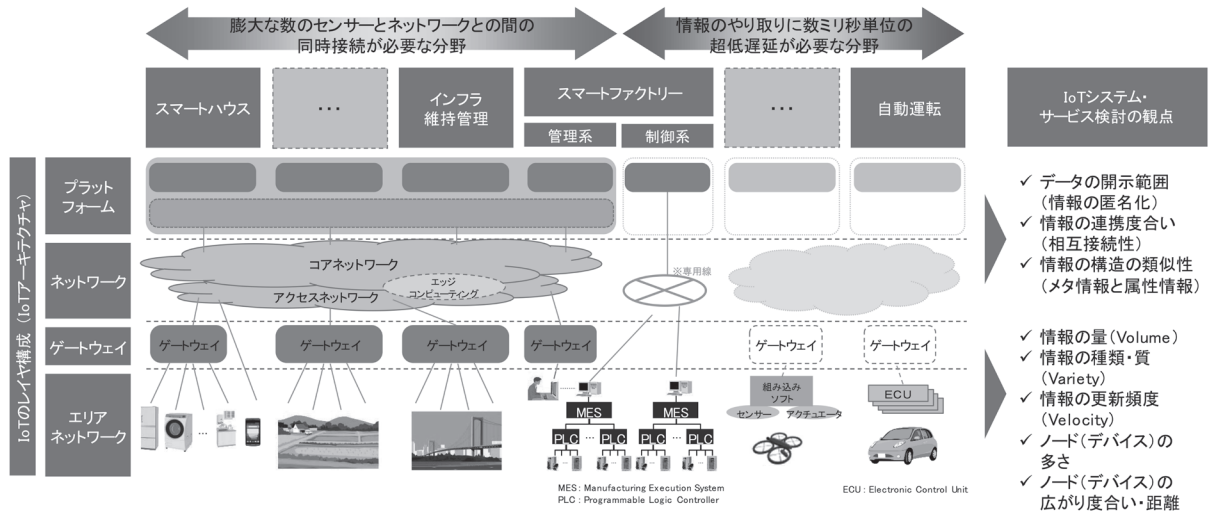 膨大な数のセンサーとネットワークとの間の
同時接続が必要な分野
情報のやり取りに数ミリ秒単位の
超低遅延が必要な分野
スマートハウス
...
インフラ
維持管理
スマートファクトリー
管理系
制御系
...
自動運転
IoTシステム・
サービス検討の観点
IoTのレイヤ構成(IoTアーキテクチャ)
プラット
フォーム
ネットワーク
コアネットワーク
エッジ
コンピューティング
アクセスネットワーク
※専用線
ゲートウェイ
ゲートウェイ
ゲートウェイ
ゲートウェイ
ゲートウェイ
ゲートウェイ
ゲートウェイ
エリア
ネットワーク
...
MES
PLC
...
PLC
...
...
MES
PLC
...
PLC
...
...
組み込み
ソフト
センサー
アクチュエータ
ECU
MES : Manufacturing Execution System
PLC : Programmable Logic Controller
ECU : Electronic Control Unit
✓ データの開示範囲
(情報の匿名化)
✓ 情報の連携度合い
(相互接続性)
✓ 情報の構造の類似性
(メタ情報と属性情報)
✓ 情報の量(Volume)
✓ 情報の種類・質
(Variety)
✓ 情報の更新頻度
(Velocity)
✓ ノード(デバイス)の
多さ
✓ ノード(デバイス)の
広がり度合い・距離